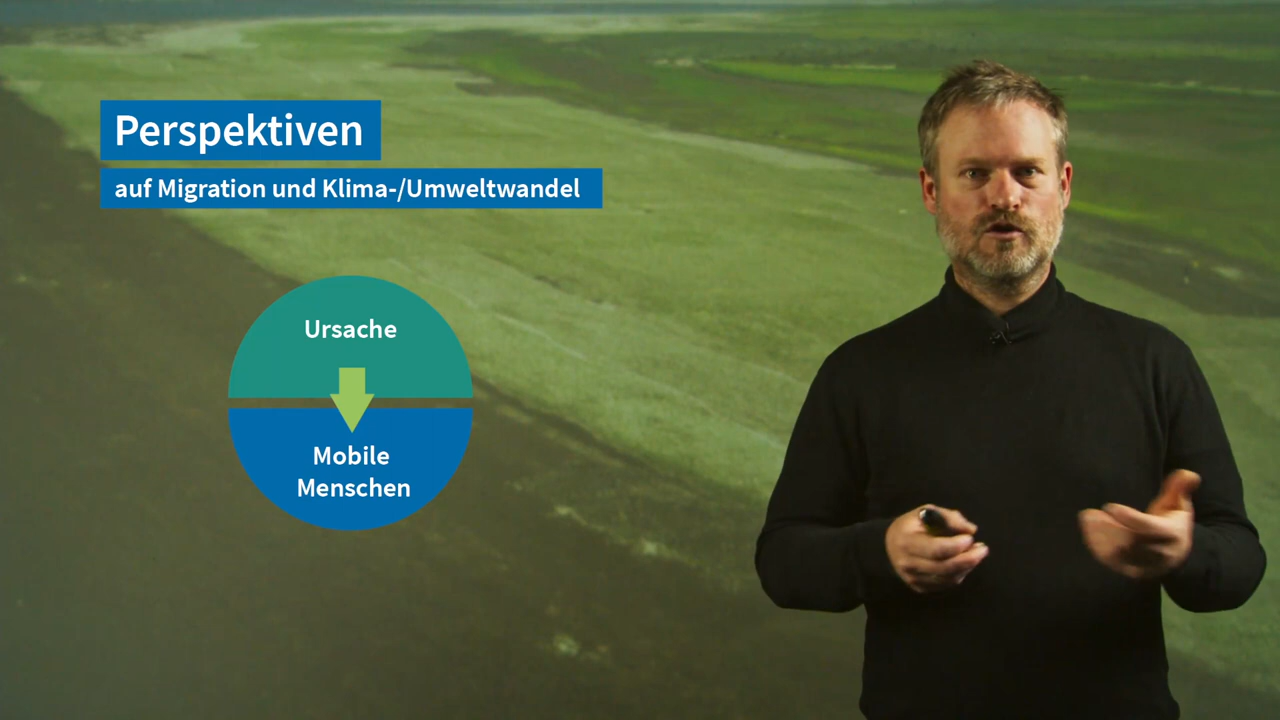 Perspektiven
auf Migration und Klima-/Umweltwandel
Ursache
Mobile
Menschen